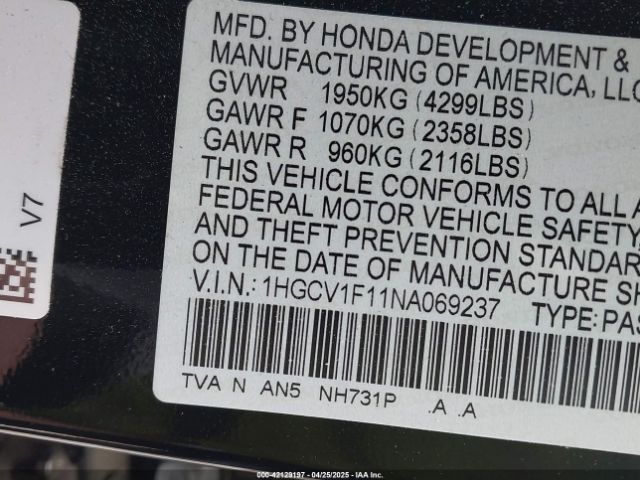 MFD. BY HONDA DEVELOPMENT &
MANUFACTURING OF AMERICA, LLC
GVWR 1950KG (4299LBS)
GAWR F 1070KG (2358LBS)
GAWR R 960KG (2116LBS)
THIS VEHICLE CONFORMS TO ALL A
FEDERAL MOTOR VEHICLE SAFETY
AND THEFT PREVENTION STANDAR
ON THE DATE OF MANUFACTURE SH
V.I.N.: 1HGCV1F11NA069237 TYPE: PAS
TVA N AN5 NH731P .A .A
V7
000-42129197 - 04/25/2025 - IAA Inc.